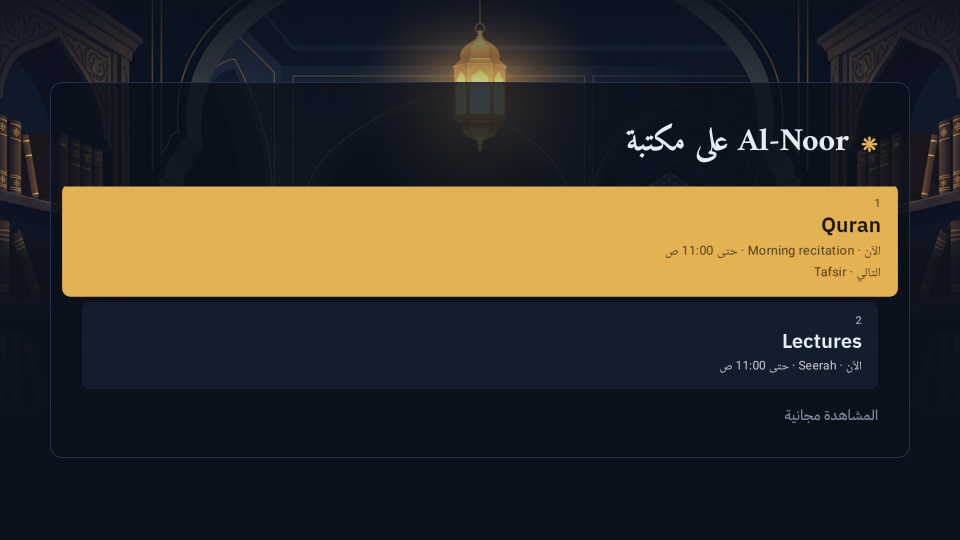 Al-Noor على مكتبة
1
Quran
الآن · Morning recitation · حتى 11:00 ص
التالي · Tafsir
2
Lectures
الآن · Seerah · حتى 11:00 ص
المشاهدة مجانية